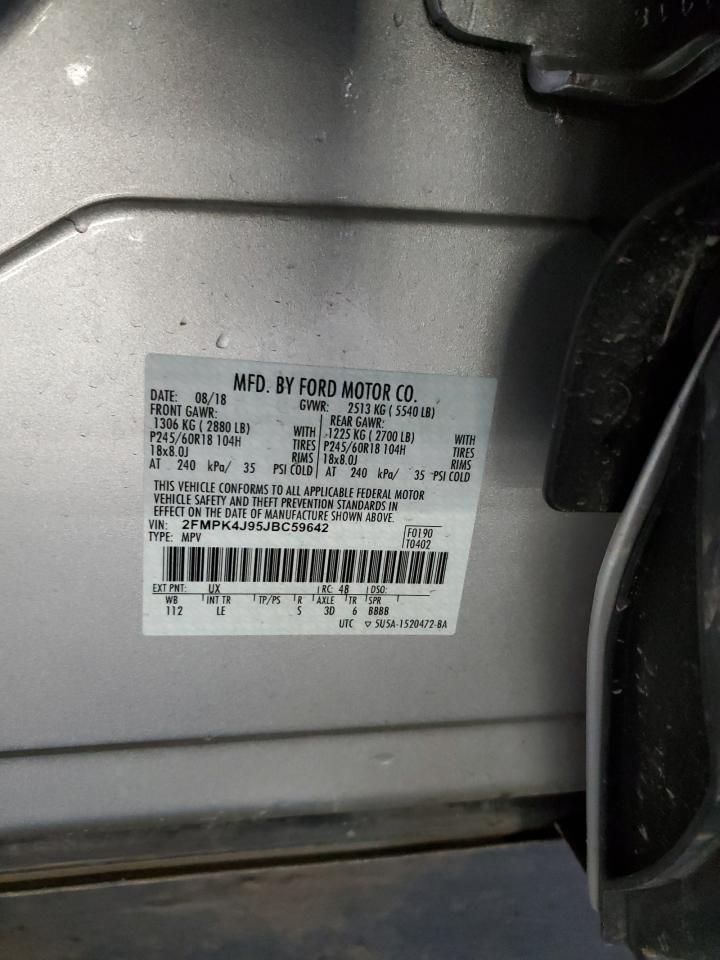 MFD. BY FORD MOTOR CO.
DATE: 08/18 GVWR: 2513 KG ( 5540 LB)
FRONT GAWR: REAR GAWR:
1306 KG ( 2880 LB) WITH 1225 KG ( 2700 LB) WITH
P245/60R18 104H TIRES P245/60R18 104H TIRES
18x8.0J RIMS 18x8.0J RIMS
AT 240 kPa/ 35 PSI COLD AT 240 kPa/ 35 PSI COLD
THIS VEHICLE CONFORMS TO ALL APPLICABLE FEDERAL MOTOR
VEHICLE SAFETY AND THEFT PREVENTION STANDARDS IN
EFFECT ON THE DATE OF MANUFACTURE SHOWN ABOVE.
VIN: 2FMPK4J95JBC59642 F0190
TYPE: MPV T0402
EXT PNT: UX RC: 48 DSO:
WB INT TR TP/PS R AXLE TR SPR
112 LE S 3D 6 BBBB
UTC ▽ 5U5A-1520472-BA